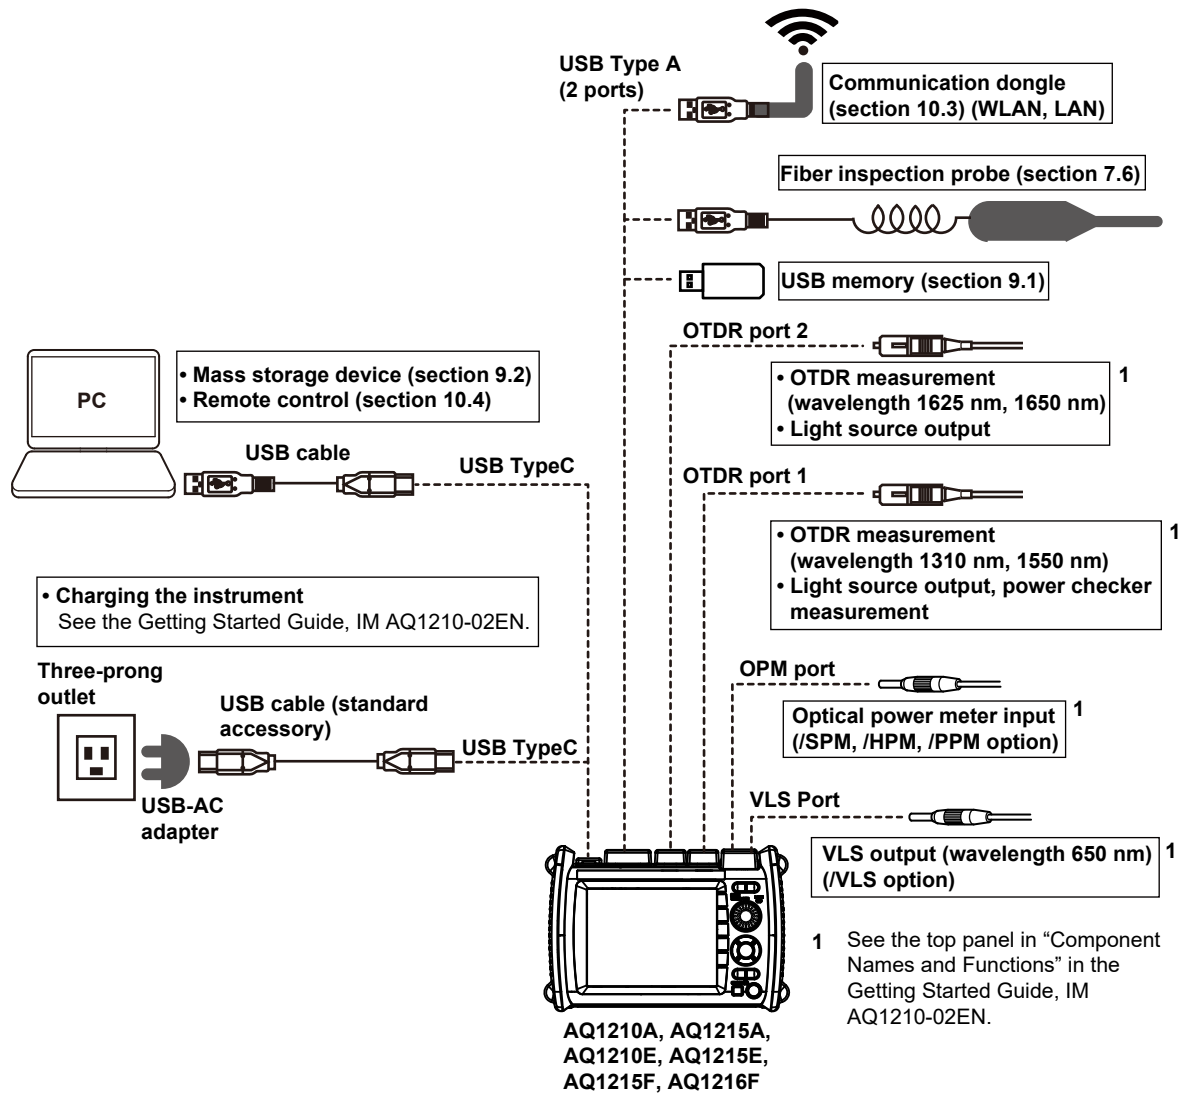 USB Type A
(2 ports)
Communication dongle
(section 10.3) (WLAN, LAN)
Fiber inspection probe (section 7.6)
USB memory (section 9.1)
OTDR port 2
• OTDR measurement
(wavelength 1625 nm, 1650 nm)
• Light source output
1
PC
• Mass storage device (section 9.2)
• Remote control (section 10.4)
USB cable
USB TypeC
OTDR port 1
• OTDR measurement
(wavelength 1310 nm, 1550 nm)
• Light source output, power checker
measurement
1
• Charging the instrument
See the Getting Started Guide, IM AQ1210-02EN.
Three-prong
outlet
USB cable (standard
accessory)
USB TypeC
USB-AC
adapter
OPM port
Optical power meter input
(/SPM, /HPM, /PPM option)
1
VLS Port
VLS output (wavelength 650 nm)
(/VLS option)
1
1 See the top panel in “Component
Names and Functions” in the
Getting Started Guide, IM
AQ1210-02EN.
AQ1210A, AQ1215A,
AQ1210E, AQ1215E,
AQ1215F, AQ1216F